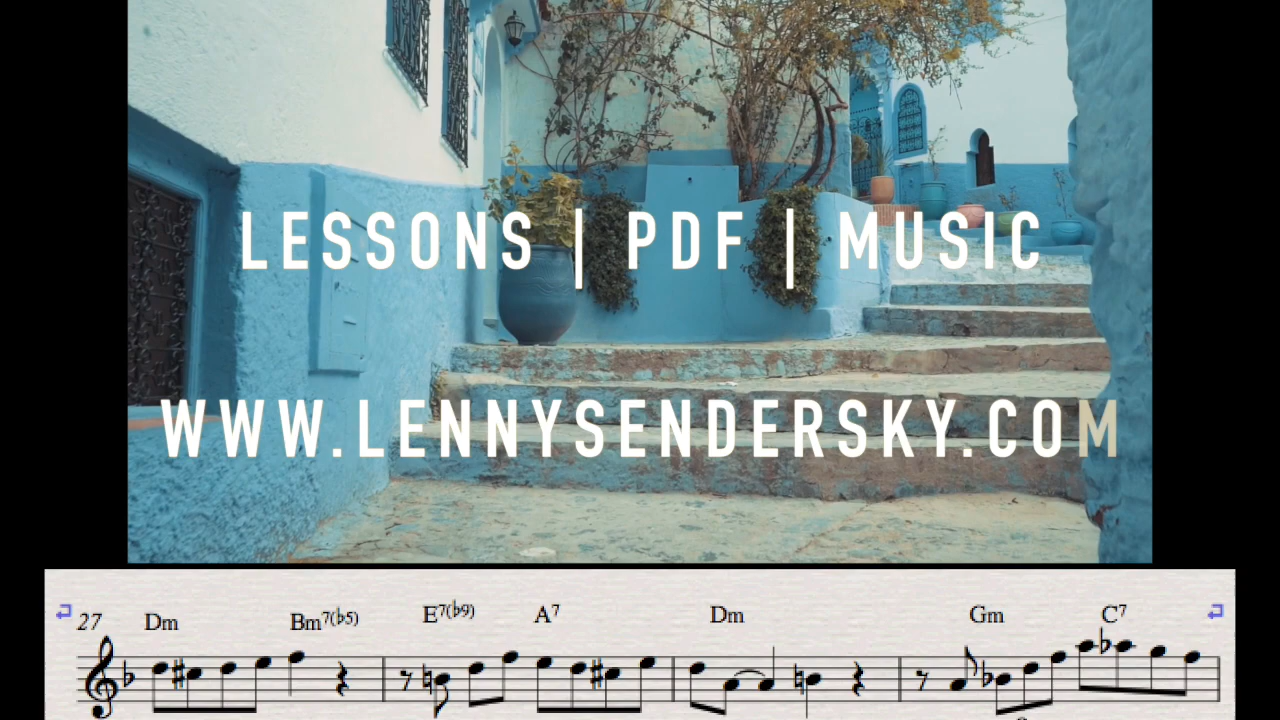 LESSONS | PDF | MUSIC
WWW.LENNYSENDERSKY.COM
27 Dm Bm7(♭5) E7(♭9) A7 Dm Gm C7